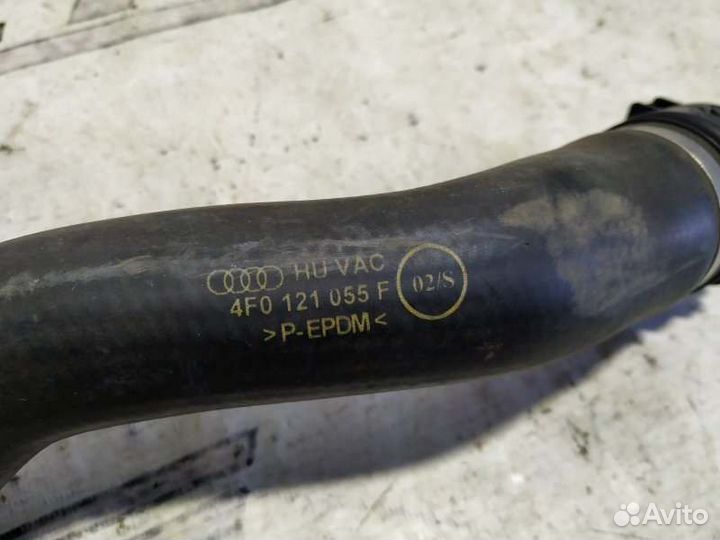 HU VAC
4F0 121 055 F
>P-EPDM<
02/S
Avito